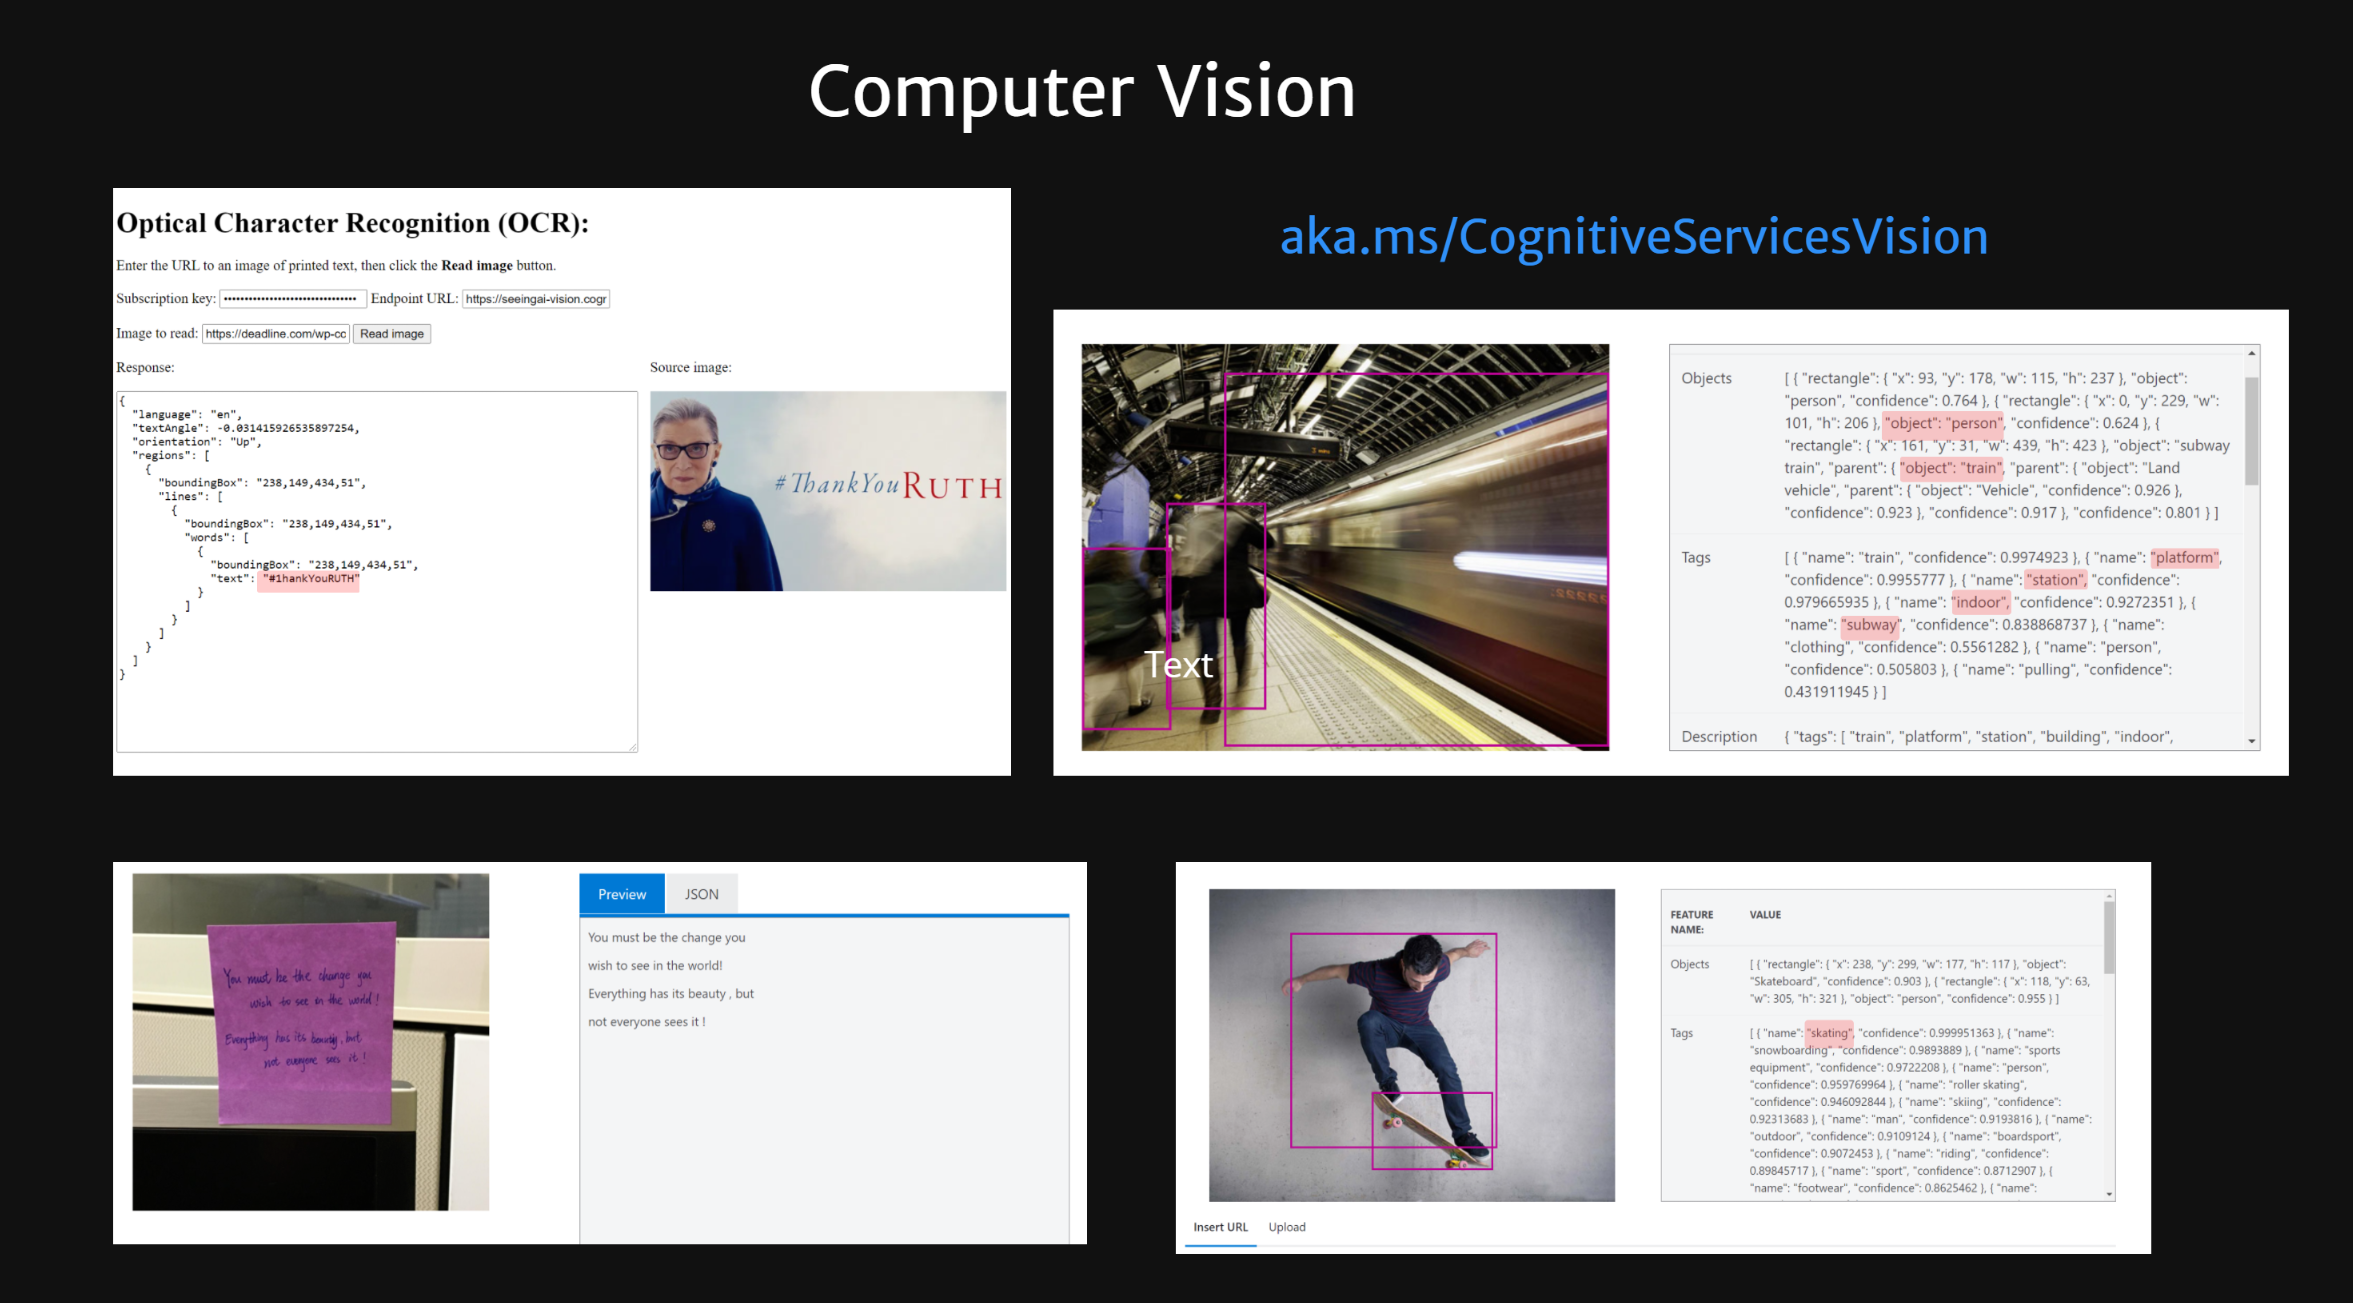 Computer Vision
Optical Character Recognition (OCR):
Enter the URL to an image of printed text, then click the Read image button.
Subscription key: •••••••••••••••••••••••••••••••• Endpoint URL: https://seeingai-vision.cogr
Image to read: https://deadline.com/wp-cc Read image
Response:
Source image:
{
"language": "en",
"textAngle": -0.031415926535897254,
"orientation": "Up",
"regions": [
{
"boundingBox": "238,149,434,51",
"lines": [
{
"boundingBox": "238,149,434,51",
"words": [
{
"boundingBox": "238,149,434,51",
"text": "#1hankYouRUTH"
}
]
}
]
}
]
}
#ThankYouRUTH
aka.ms/CognitiveServicesVision
Text
Objects
[ { "rectangle": { "x": 93, "y": 178, "w": 115, "h": 237 }, "object":
"person", "confidence": 0.764 }, { "rectangle": { "x": 0, "y": 229, "w":
101, "h": 206 }, "object": "person", "confidence": 0.624 }, {
"rectangle": { "x": 161, "y": 31, "w": 439, "h": 423 }, "object": "subway
train", "parent": { "object": "train", "parent": { "object": "Land
vehicle", "parent": { "object": "Vehicle", "confidence": 0.926 },
"confidence": 0.923 }, "confidence": 0.917 }, "confidence": 0.801 } ]
Tags
[ { "name": "train", "confidence": 0.9974923 }, { "name": "platform",
"confidence": 0.9955777 }, { "name": "station", "confidence":
0.979665935 }, { "name": "indoor", "confidence": 0.9272351 }, {
"name": "subway", "confidence": 0.838868737 }, { "name":
"clothing", "confidence": 0.5561282 }, { "name": "person",
"confidence": 0.505803 }, { "name": "pulling", "confidence":
0.431911945 } ]
Description
{ "tags": [ "train", "platform", "station", "building", "indoor",
You must be the change you
wish to see in the world!
Everything has its beauty, but
not everyone sees it!
Preview JSON
You must be the change you
wish to see in the world!
Everything has its beauty , but
not everyone sees it !
FEATURE NAME:
VALUE
Objects
[ { "rectangle": { "x": 238, "y": 299, "w": 177, "h": 117 }, "object":
"Skateboard", "confidence": 0.903 }, { "rectangle": { "x": 118, "y": 63,
"w": 305, "h": 321 }, "object": "person", "confidence": 0.955 } ]
Tags
[ { "name": "skating", "confidence": 0.999951363 }, { "name":
"snowboarding", "confidence": 0.9893889 }, { "name": "sports
equipment", "confidence": 0.9722208 }, { "name": "person",
"confidence": 0.959769964 }, { "name": "roller skating",
"confidence": 0.946092844 }, { "name": "skiing", "confidence":
0.92313683 }, { "name": "man", "confidence": 0.9193816 }, { "name":
"outdoor", "confidence": 0.9109124 }, { "name": "boardsport",
"confidence": 0.9072453 }, { "name": "riding", "confidence":
0.89845717 }, { "name": "sport", "confidence": 0.8712907 }, {
"name": "footwear", "confidence": 0.8625462 }, { "name":
Insert URL Upload